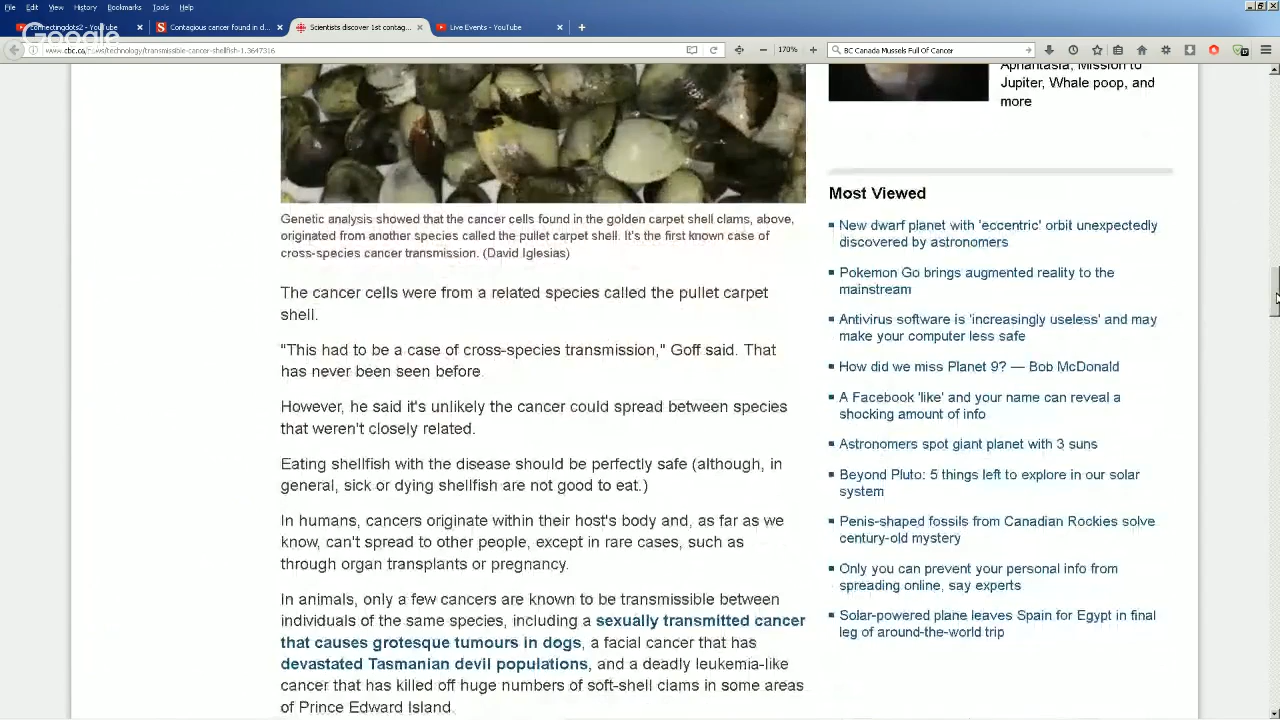 File Edit View History Bookmarks Tools Help
Google
nectingdots2 - YouTube × S Contagious cancer found in d... × Scientists discover 1st contag... × Live Events - YouTube × +
www.cbc.ca/news/technology/transmissible-cancer-shellfish-1.3647316 170% BC Canada Mussels Full Of Cancer
Genetic analysis showed that the cancer cells found in the golden carpet shell clams, above,
originated from another species called the pullet carpet shell. It's the first known case of
cross-species cancer transmission. (David Iglesias)
The cancer cells were from a related species called the pullet carpet
shell.
"This had to be a case of cross-species transmission," Goff said. That
has never been seen before.
However, he said it's unlikely the cancer could spread between species
that weren't closely related.
Eating shellfish with the disease should be perfectly safe (although, in
general, sick or dying shellfish are not good to eat.)
In humans, cancers originate within their host's body and, as far as we
know, can't spread to other people, except in rare cases, such as
through organ transplants or pregnancy.
In animals, only a few cancers are known to be transmissible between
individuals of the same species, including a sexually transmitted cancer
that causes grotesque tumours in dogs, a facial cancer that has
devastated Tasmanian devil populations, and a deadly leukemia-like
cancer that has killed off huge numbers of soft-shell clams in some areas
of Prince Edward Island.
Aphantasia, Mission to
Jupiter, Whale poop, and
more
Most Viewed
New dwarf planet with 'eccentric' orbit unexpectedly
discovered by astronomers
Pokemon Go brings augmented reality to the
mainstream
Antivirus software is 'increasingly useless' and may
make your computer less safe
How did we miss Planet 9? — Bob McDonald
A Facebook 'like' and your name can reveal a
shocking amount of info
Astronomers spot giant planet with 3 suns
Beyond Pluto: 5 things left to explore in our solar
system
Penis-shaped fossils from Canadian Rockies solve
century-old mystery
Only you can prevent your personal info from
spreading online, say experts
Solar-powered plane leaves Spain for Egypt in final
leg of around-the-world trip